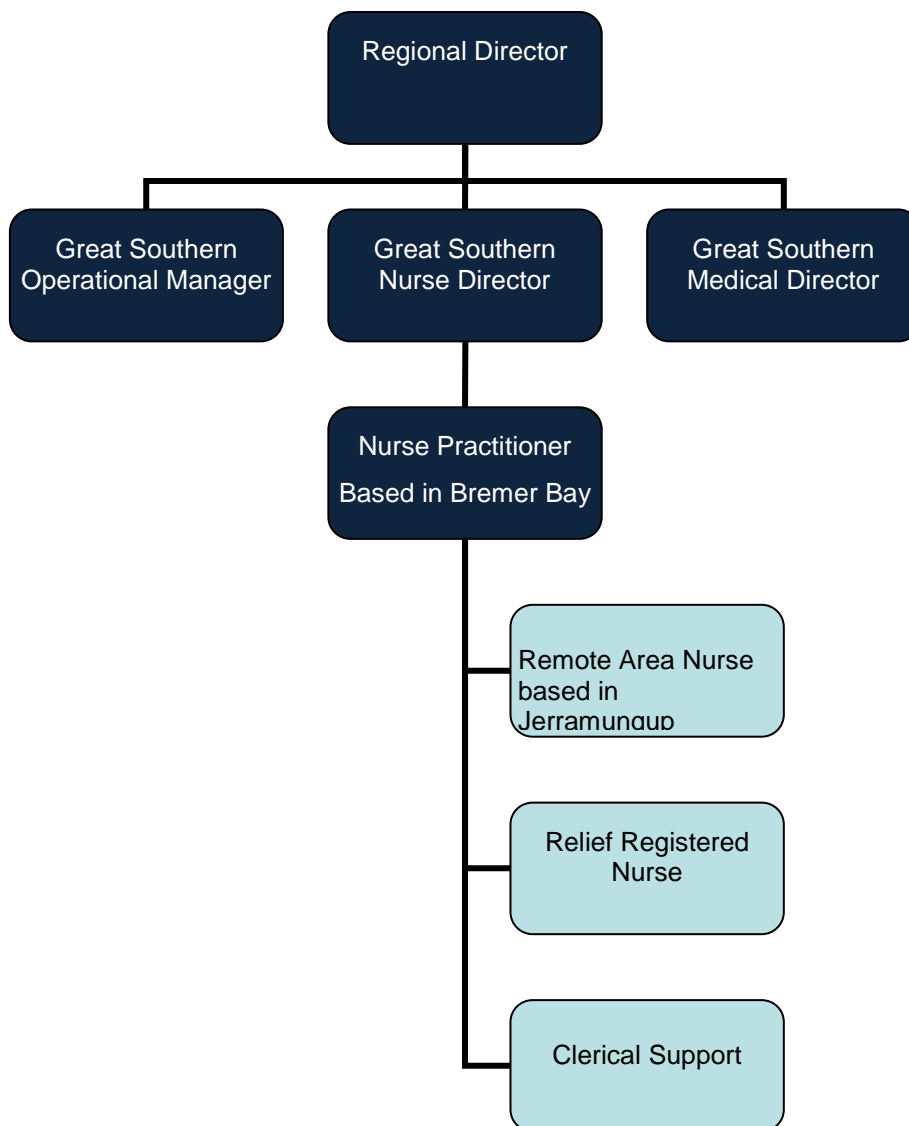 Regional Director
Great Southern
Operational Manager
Great Southern
Nurse Director
Great Southern
Medical Director
Nurse Practitioner
Based in Bremer Bay
Remote Area Nurse
based in
Jerramungup
Relief Registered
Nurse
Clerical Support